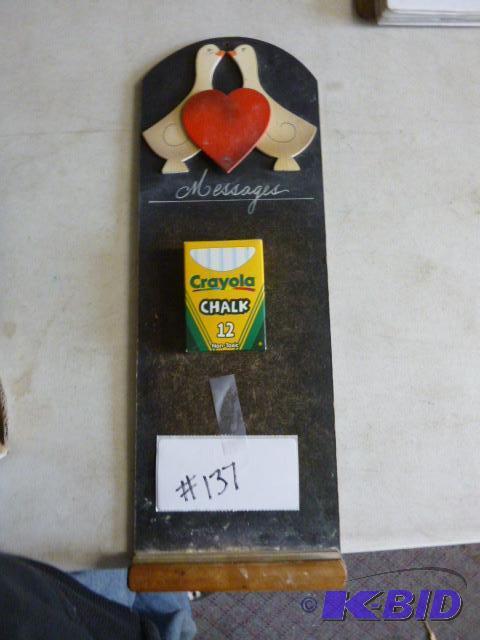 Messages
Crayola
CHALK
12
Non-Toxic
#137
© K-BID